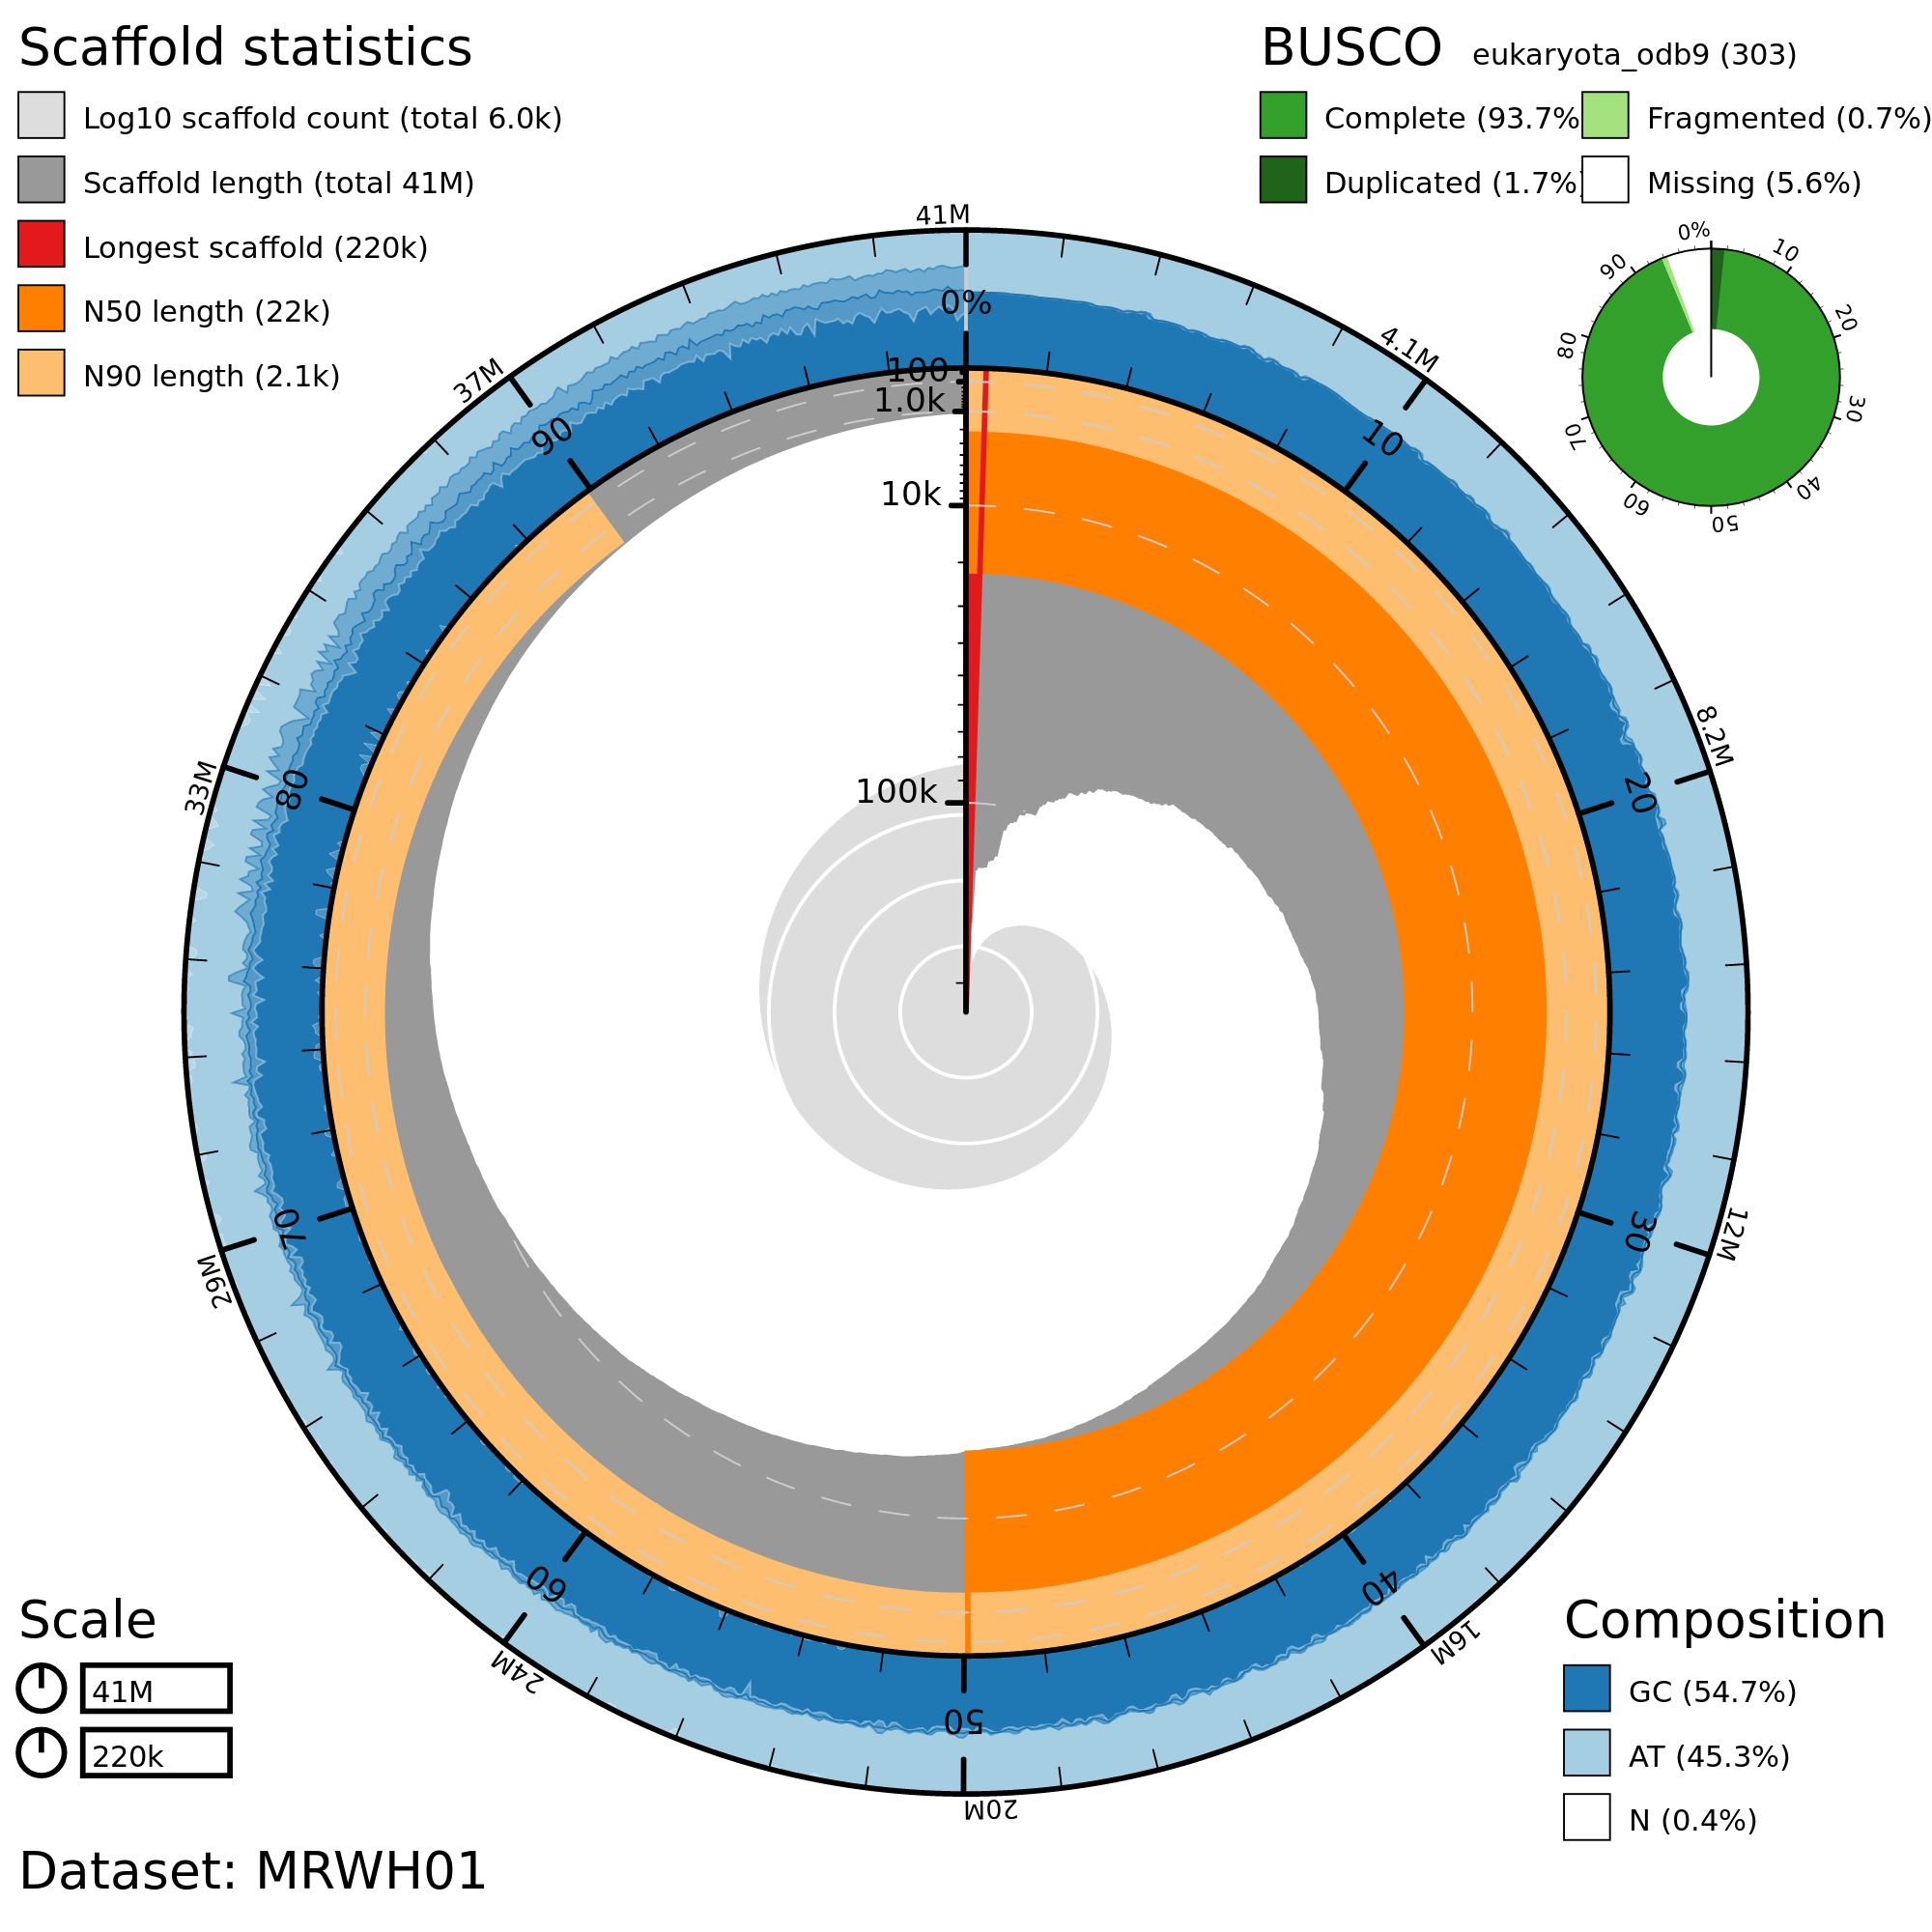 Scaffold statistics
Log10 scaffold count (total 6.0k)
Scaffold length (total 41M)
Longest scaffold (220k)
N50 length (22k)
N90 length (2.1k)
BUSCO eukaryota_odb9 (303)
Complete (93.7% Fragmented (0.7%)
Duplicated (1.7%) Missing (5.6%)
0%
10
20
30
40
50
60
70
80
90
41M
4.1M
8.2M
12M
16M
20M
24M
29M
33M
37M
0%
10
20
30
40
50
60
70
80
90
100
1.0k
10k
100k
Scale
41M
220k
Composition
GC (54.7%)
AT (45.3%)
N (0.4%)
Dataset: MRWH01